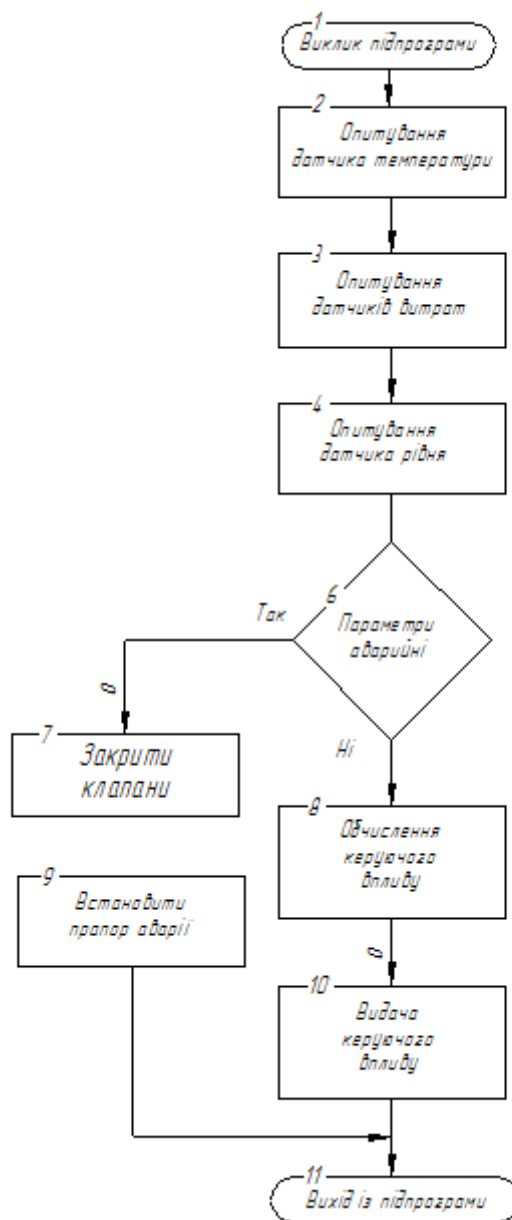 1
Виклик підпрограми
2
Опитування
датчика температури
3
Опитування
датчиків витрат
4
Опитування
датчика рівня
6
Параметри
аварійні
Так
Ні
0
7
Закрити
клапани
8
Обчислення
керуючого
впливу
9
Встановити
прапор аварії
0
10
Видача
керуючого
впливу
11
Вихід із підпрограми